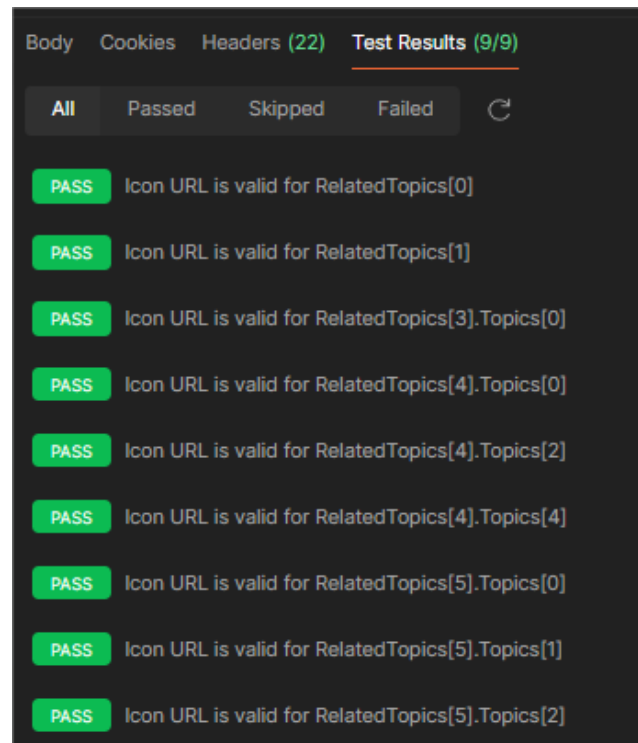 Body Cookies Headers (22) Test Results (9/9)
All Passed Skipped Failed
PASS Icon URL is valid for RelatedTopics[0]
PASS Icon URL is valid for RelatedTopics[1]
PASS Icon URL is valid for RelatedTopics[3].Topics[0]
PASS Icon URL is valid for RelatedTopics[4].Topics[0]
PASS Icon URL is valid for RelatedTopics[4].Topics[2]
PASS Icon URL is valid for RelatedTopics[4].Topics[4]
PASS Icon URL is valid for RelatedTopics[5].Topics[0]
PASS Icon URL is valid for RelatedTopics[5].Topics[1]
PASS Icon URL is valid for RelatedTopics[5].Topics[2]